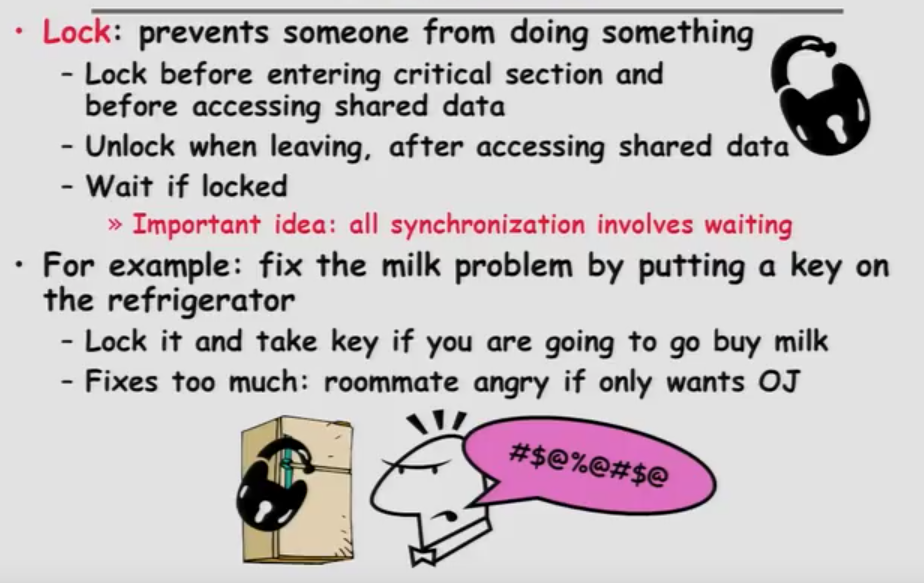 • Lock: prevents someone from doing something
– Lock before entering critical section and
before accessing shared data
– Unlock when leaving, after accessing shared data
– Wait if locked
» Important idea: all synchronization involves waiting
• For example: fix the milk problem by putting a key on
the refrigerator
– Lock it and take key if you are going to go buy milk
– Fixes too much: roommate angry if only wants OJ
#$@%@#$@